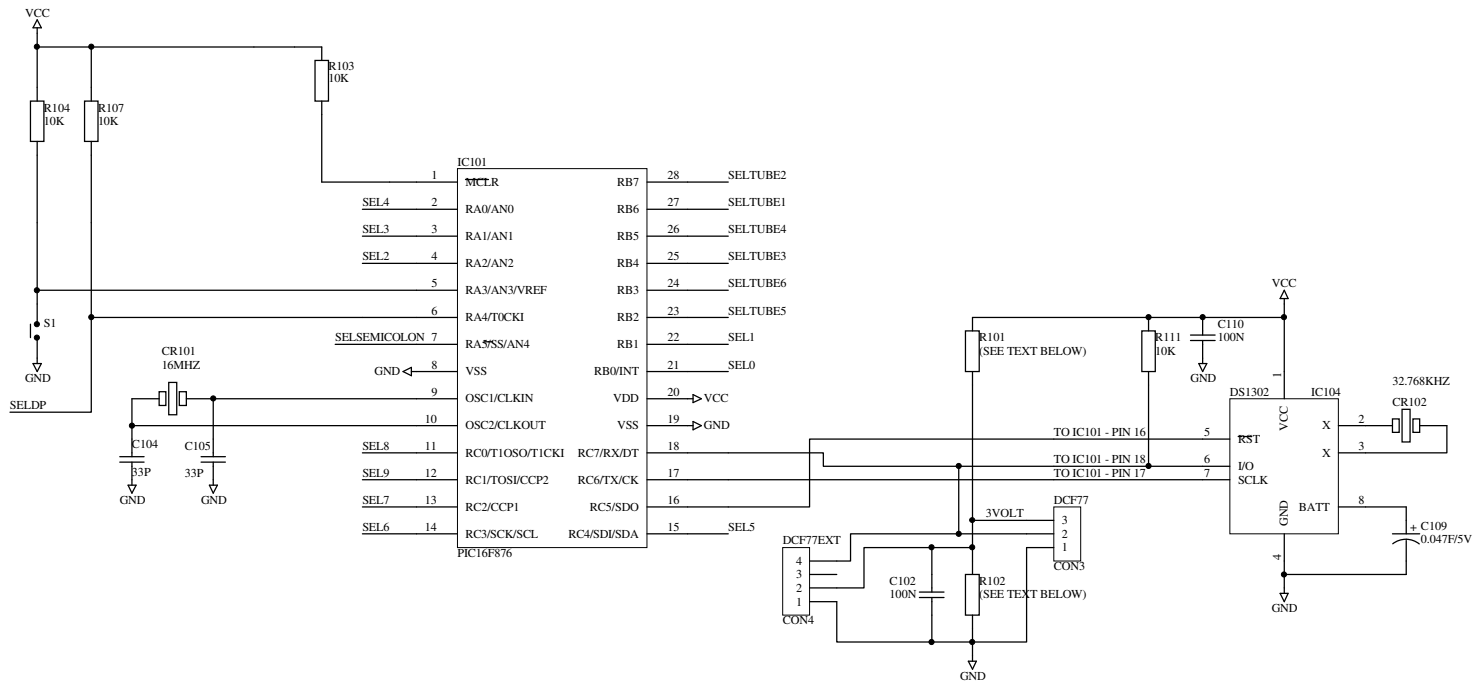 VCC
R103
10K
R104
10K
R107
10K
IC101
1 MCLR RB7 28 SELTUBE2
SEL4 2 RA0/AN0 RB6 27 SELTUBE1
SEL3 3 RA1/AN1 RB5 26 SELTUBE4
SEL2 4 RA2/AN2 RB4 25 SELTUBE3
5 RA3/AN3/VREF RB3 24 SELTUBE6
6 RA4/T0CKI RB2 23 SELTUBE5
SELSEMICOLON 7 RA5/SS/AN4 RB1 22 SEL1
GND 8 VSS RB0/INT 21 SEL0
9 OSC1/CLKIN VDD 20 VCC
10 OSC2/CLKOUT VSS 19 GND
SEL8 11 RC0/T1OSO/T1CKI RC7/RX/DT 18
SEL9 12 RC1/TOSI/CCP2 RC6/TX/CK 17
SEL7 13 RC2/CCP1 RC5/SDO 16
SEL6 14 RC3/SCK/SCL RC4/SDI/SDA 15 SEL5
PIC16F876
S1
GND
SELDP
CR101
16MHZ
C104
33P
GND
C105
33P
GND
VCC
R101
(SEE TEXT BELOW)
R111
10K
C110
100N
GND
1
DS1302 IC104
VCC
TO IC101 - PIN 16 5 RST
TO IC101 - PIN 18 6 I/O
TO IC101 - PIN 17 7 SCLK
X 2
X 3
32.768KHZ
CR102
GND
4
BATT 8
C109
+
0.047F/5V
GND
DCF77
3VOLT 3
2
1
CON3
DCF77EXT
4
3
2
1
CON4
C102
100N
R102
(SEE TEXT BELOW)
GND